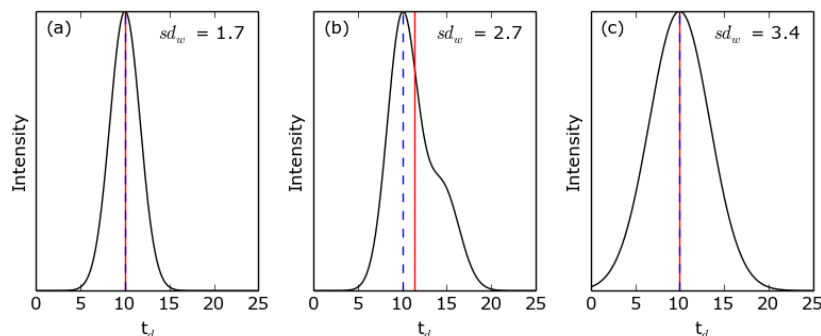 (a)
sd_w = 1.7
Intensity
0 5 10 15 20 25
t_d
(b)
sd_w = 2.7
Intensity
0 5 10 15 20 25
t_d
(c)
sd_w = 3.4
Intensity
0 5 10 15 20 25
t_d